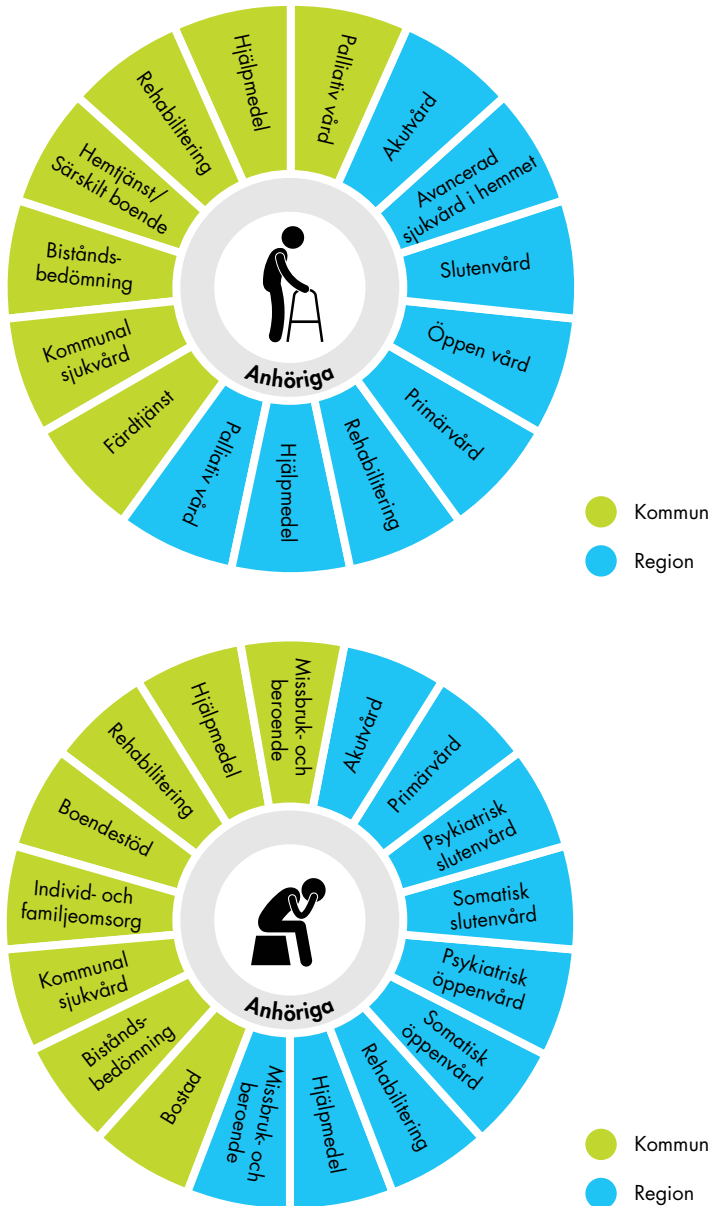 Palliativ vård
Akutvård
Avancerad
sjukvård i hemmet
Slutenvård
Öppen vård
Primärvård
Rehabilitering
Hjälpmedel
Palliativ vård
Färdtjänst
Kommunal
sjukvård
Bistånds-
bedömning
Hemtjänst/
Särskilt boende
Rehabilitering
Hjälpmedel
Anhöriga
Kommun
Region
Missbruk- och
beroende
Akutvård
Primärvård
Psykiatrisk
slutenvård
Somatisk
slutenvård
Psykiatrisk
öppenvård
Somatisk
öppenvård
Rehabilitering
Hjälpmedel
Missbruk- och
beroende
Bostad
Bistånds-
bedömning
Kommunal
sjukvård
Individ- och
familjeomsorg
Boendestöd
Rehabilitering
Hjälpmedel
Anhöriga
Kommun
Region